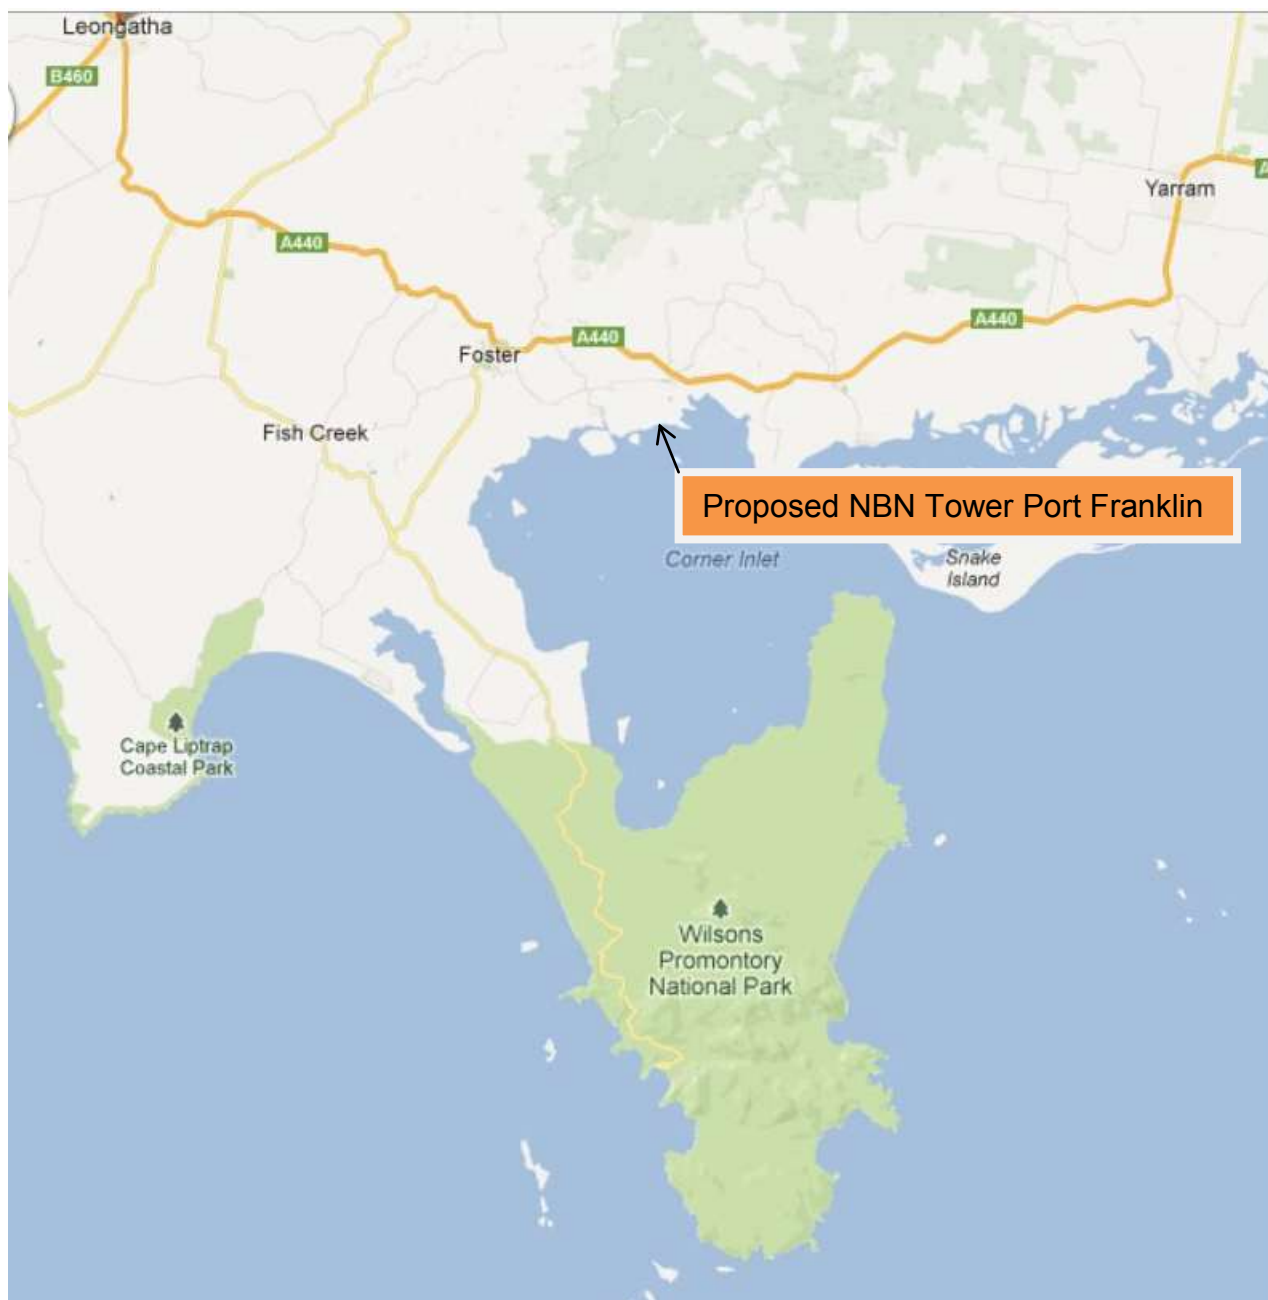 Leongatha
B460
Yarram
A440
A440
A440
Foster
Fish Creek
Proposed NBN Tower Port Franklin
Corner Inlet
Snake
Island
Cape Liptrap
Coastal Park
Wilsons
Promontory
National Park